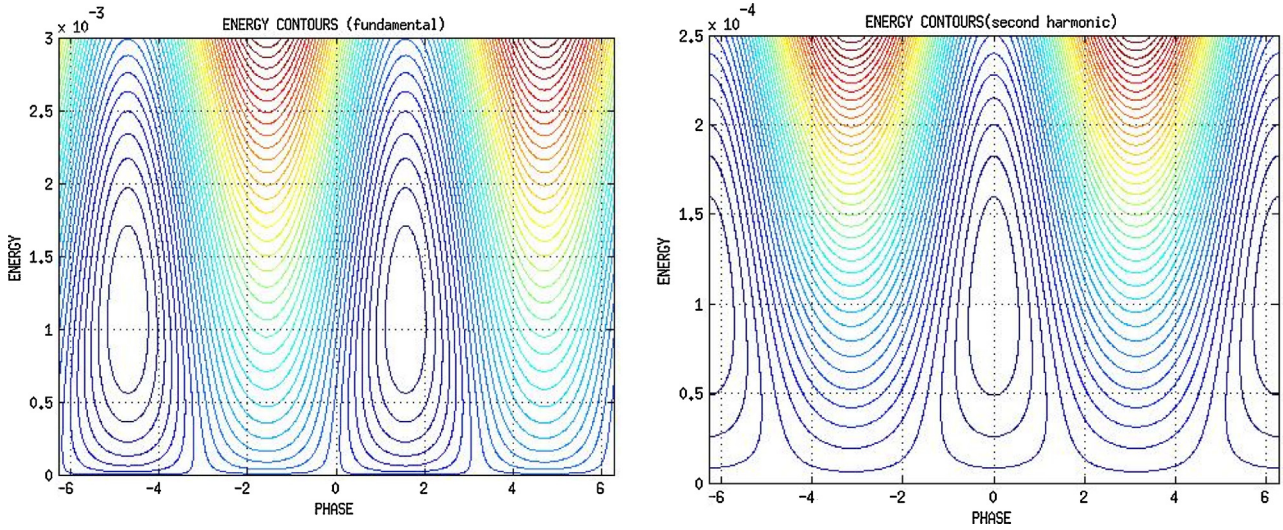 ENERGY CONTOURS (fundamental)
× 10⁻³
3
2.5
2
1.5
1
0.5
0
ENERGY
-6 -4 -2 0 2 4 6
PHASE
ENERGY CONTOURS(second harmonic)
× 10⁻⁴
2.5
2
1.5
1
0.5
0
ENERGY
-6 -4 -2 0 2 4 6
PHASE